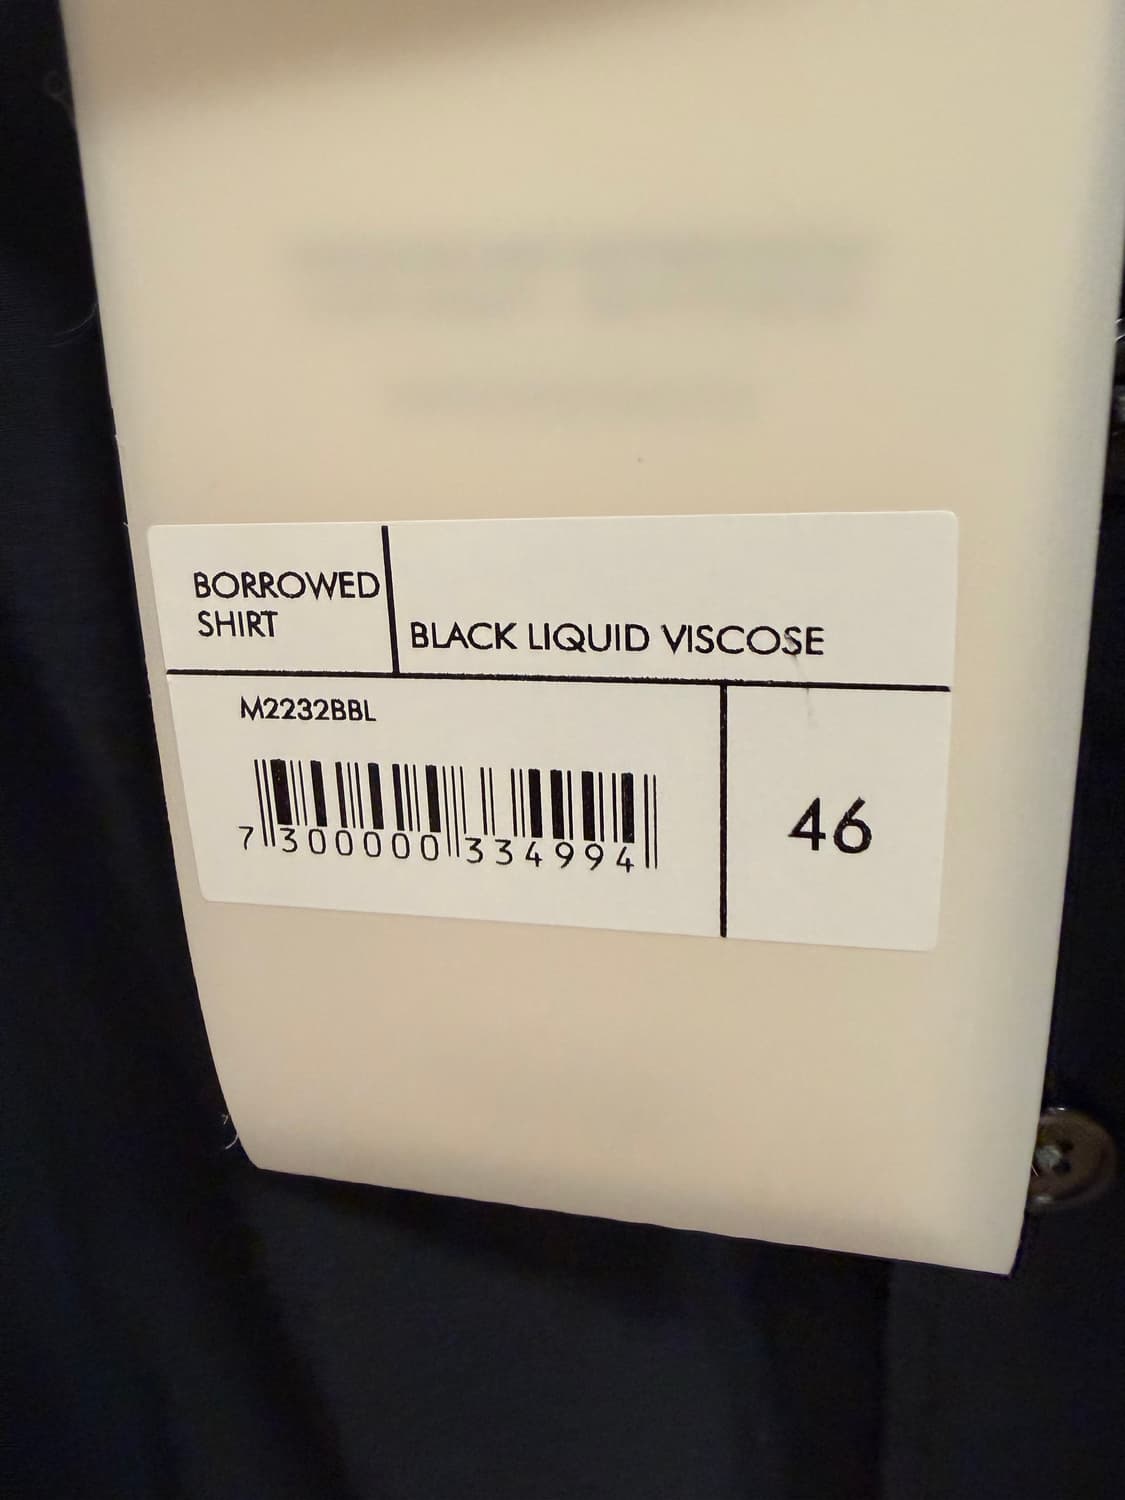 BORROWED
SHIRT
BLACK LIQUID VISCOSE
M2232BBL
7 300000 334994
46